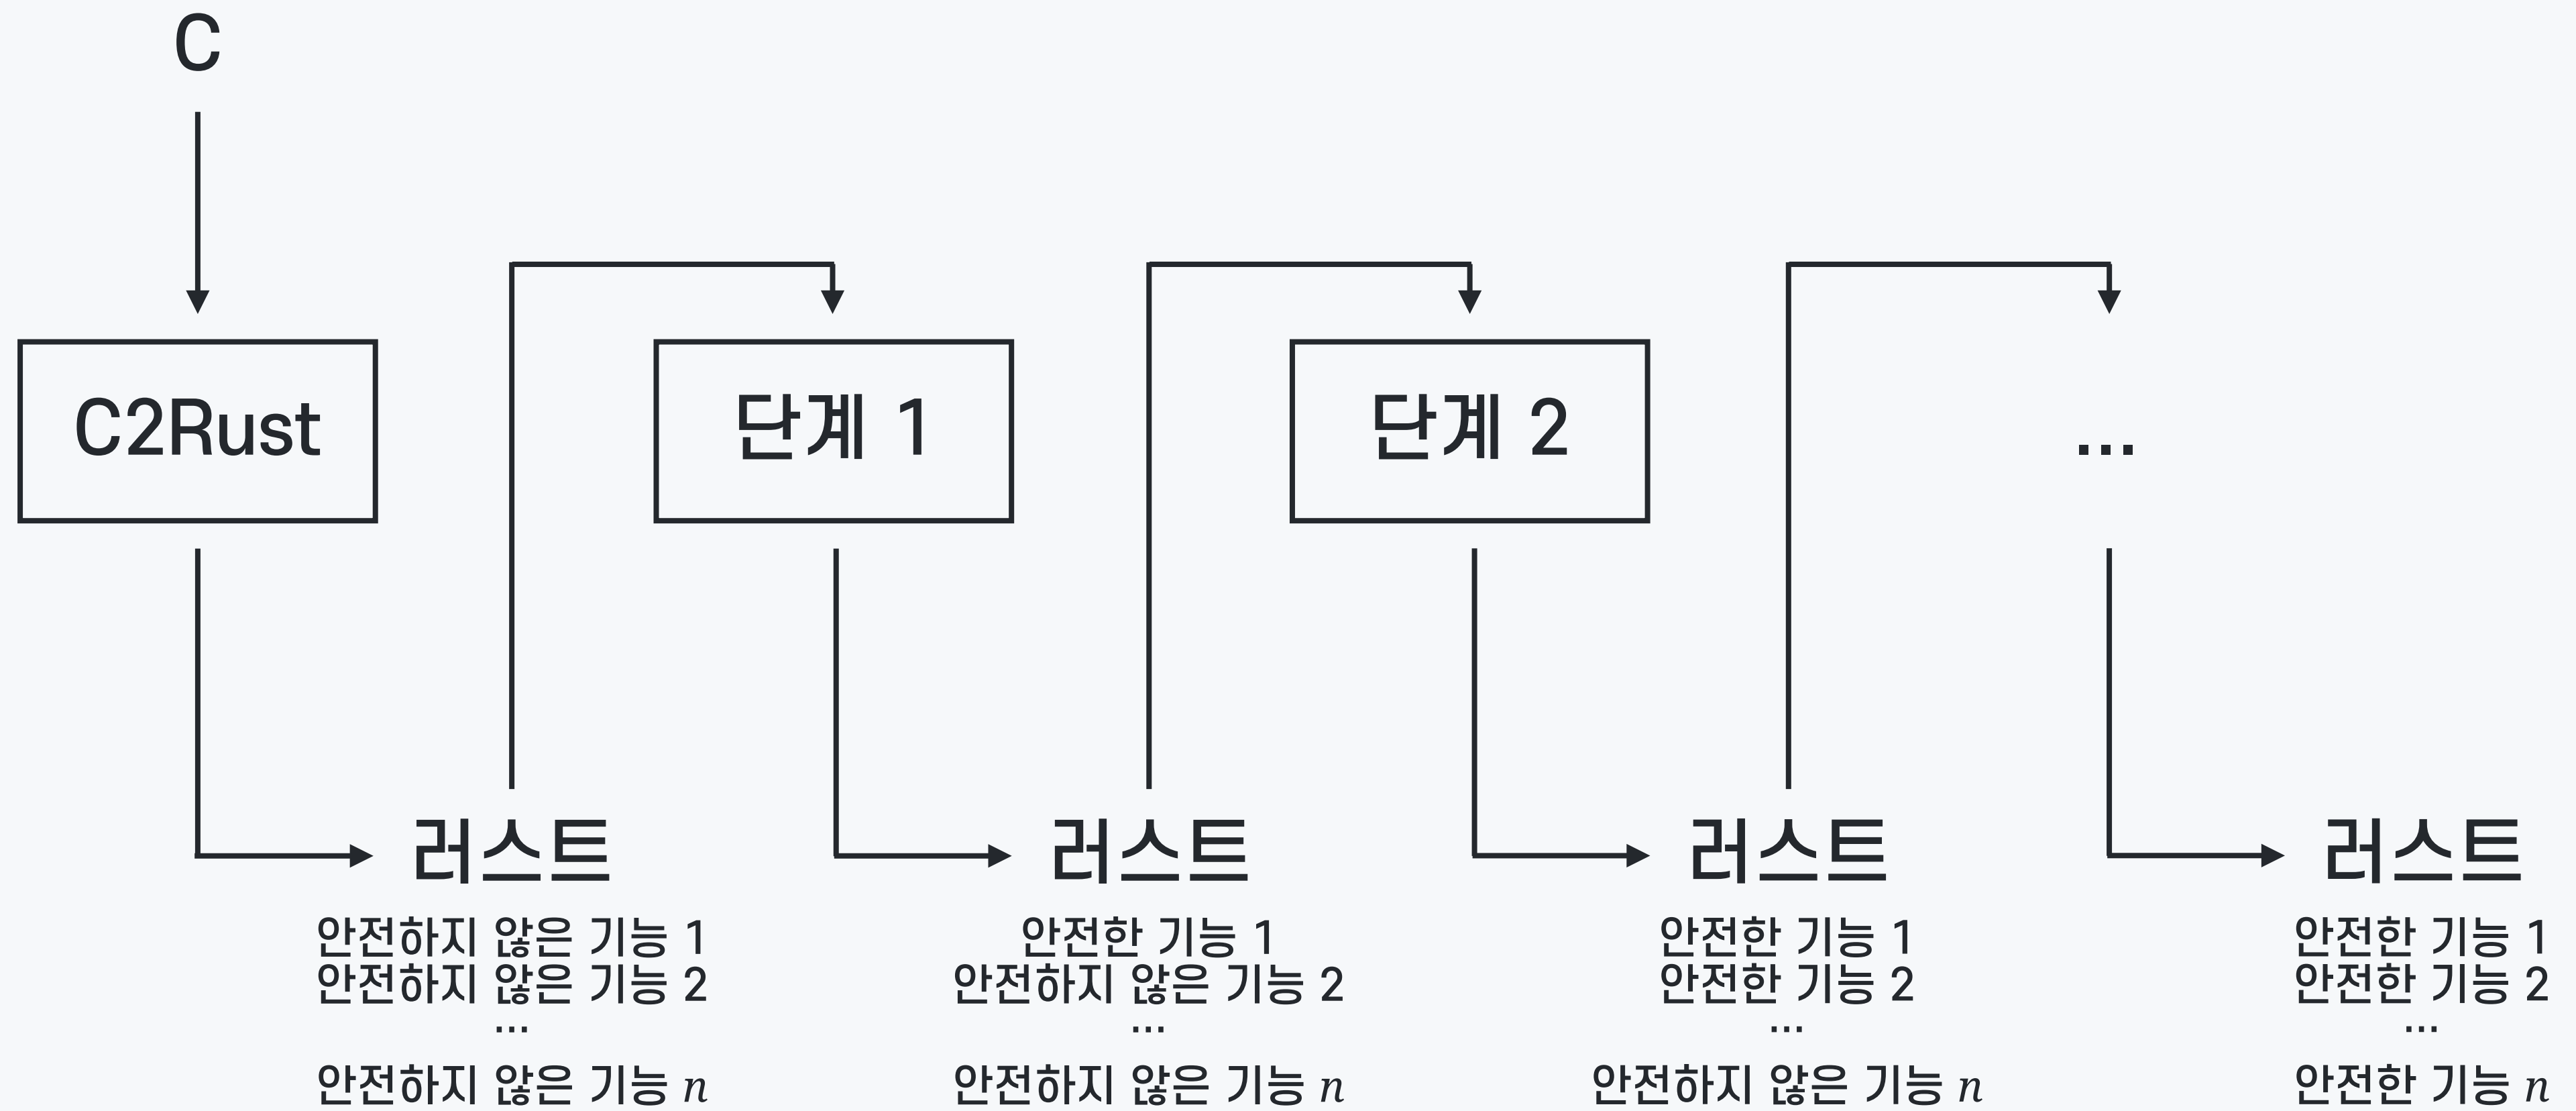 C
C2Rust
단계 1
단계 2
...
러스트
안전하지 않은 기능 1
안전하지 않은 기능 2
...
안전하지 않은 기능 n
러스트
안전한 기능 1
안전하지 않은 기능 2
...
안전하지 않은 기능 n
러스트
안전한 기능 1
안전한 기능 2
...
안전하지 않은 기능 n
러스트
안전한 기능 1
안전한 기능 2
...
안전한 기능 n